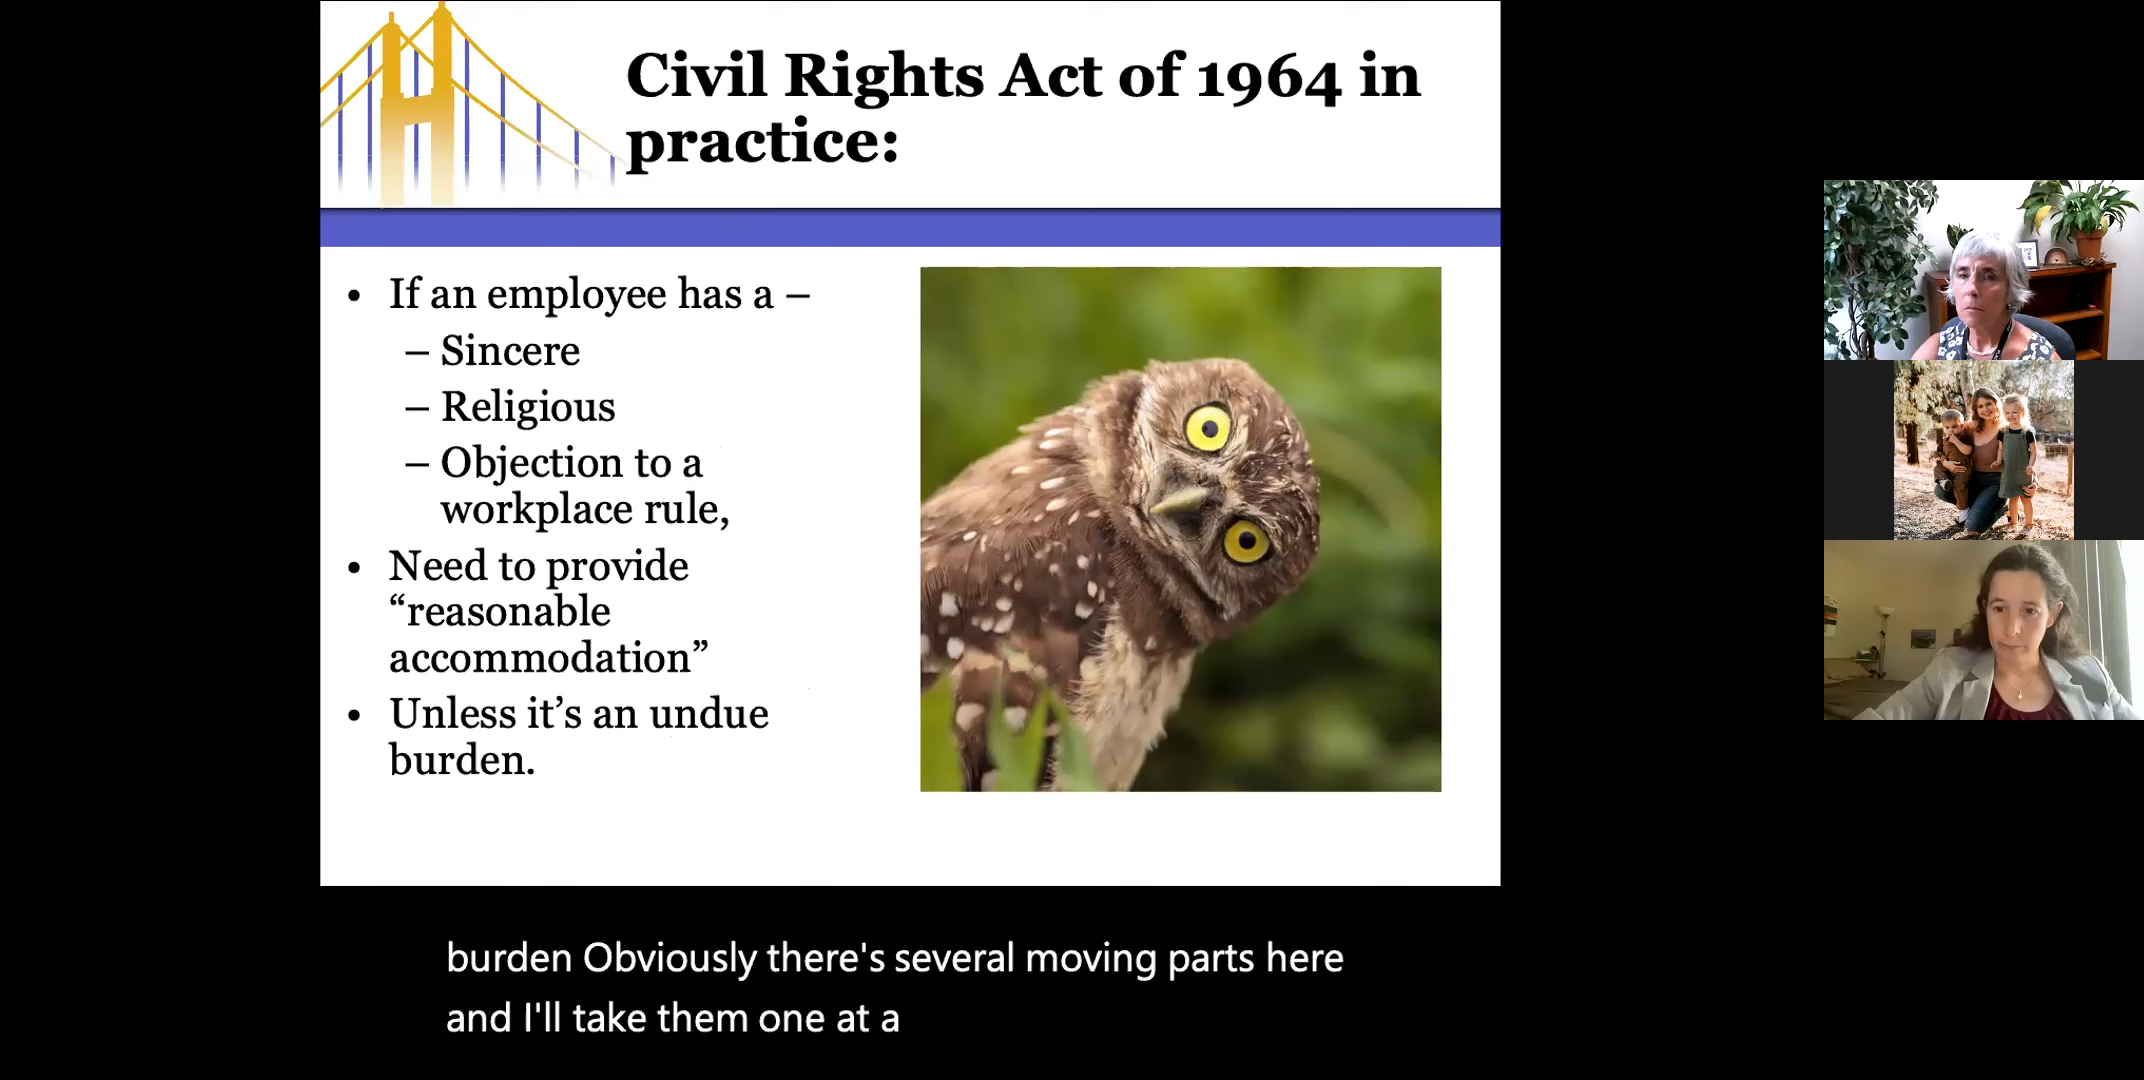 Civil Rights Act of 1964 in
practice:
• If an employee has a –
– Sincere
– Religious
– Objection to a
workplace rule,
• Need to provide
“reasonable
accommodation”
• Unless it’s an undue
burden.
burden Obviously there's several moving parts here
and I'll take them one at a